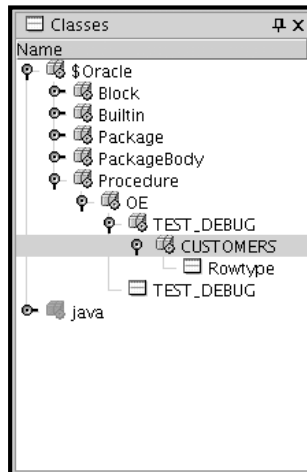 Classes
Name
$Oracle
Block
Builtin
Package
PackageBody
Procedure
OE
TEST_DEBUG
CUSTOMERS
Rowtype
TEST_DEBUG
java